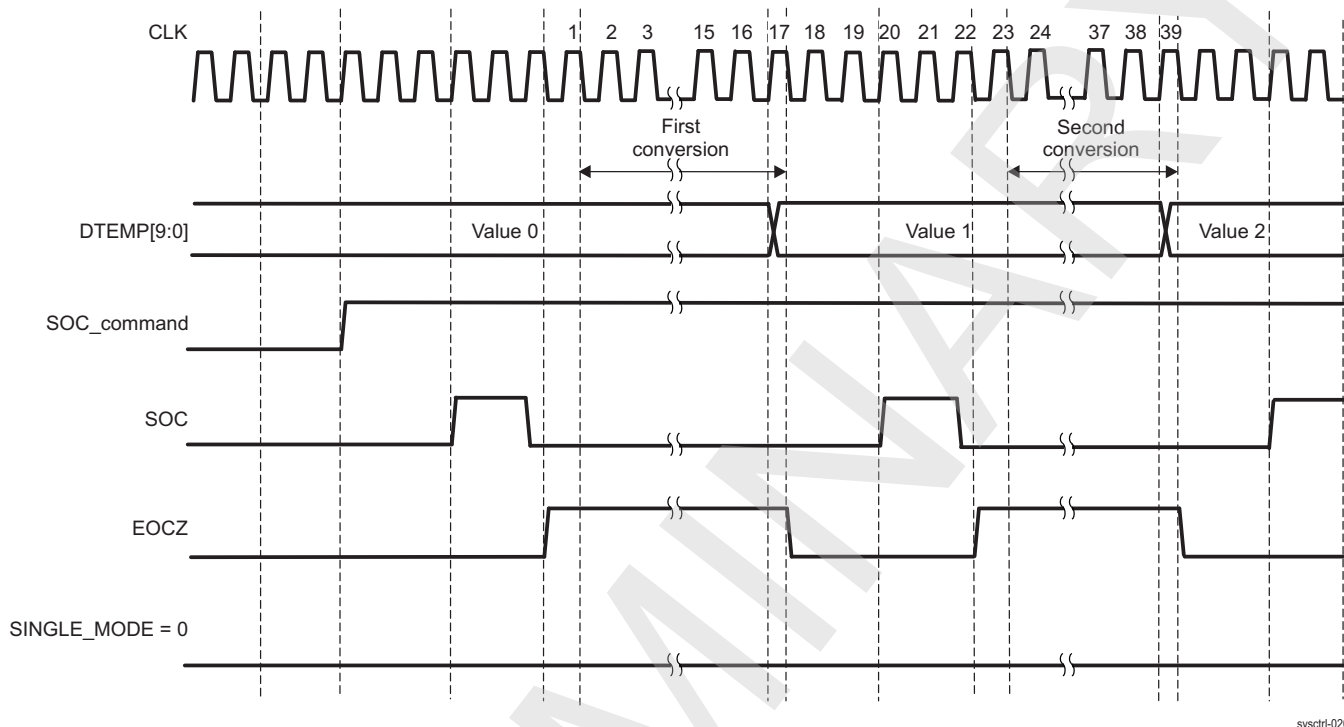 CLK
1 2 3 15 16 17 18 19 20 21 22 23 24 37 38 39
First
conversion
Second
conversion
DTEMP[9:0]
Value 0
Value 1
Value 2
SOC_command
SOC
EOCZ
SINGLE_MODE = 0